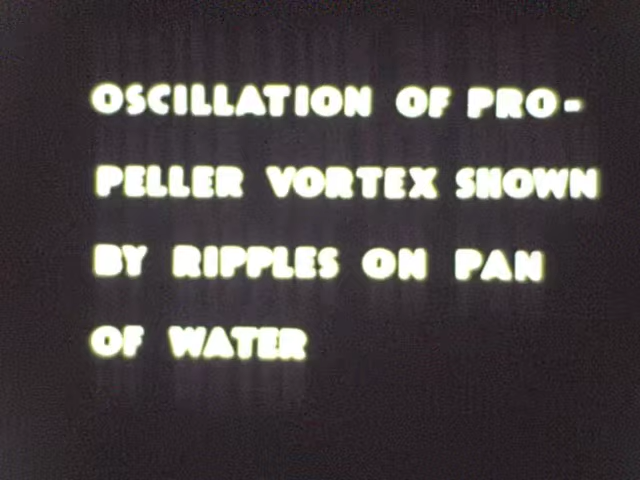 OSCILLATION OF PRO-
PELLER VORTEX SHOWN
BY RIPPLES ON PAN
OF WATER